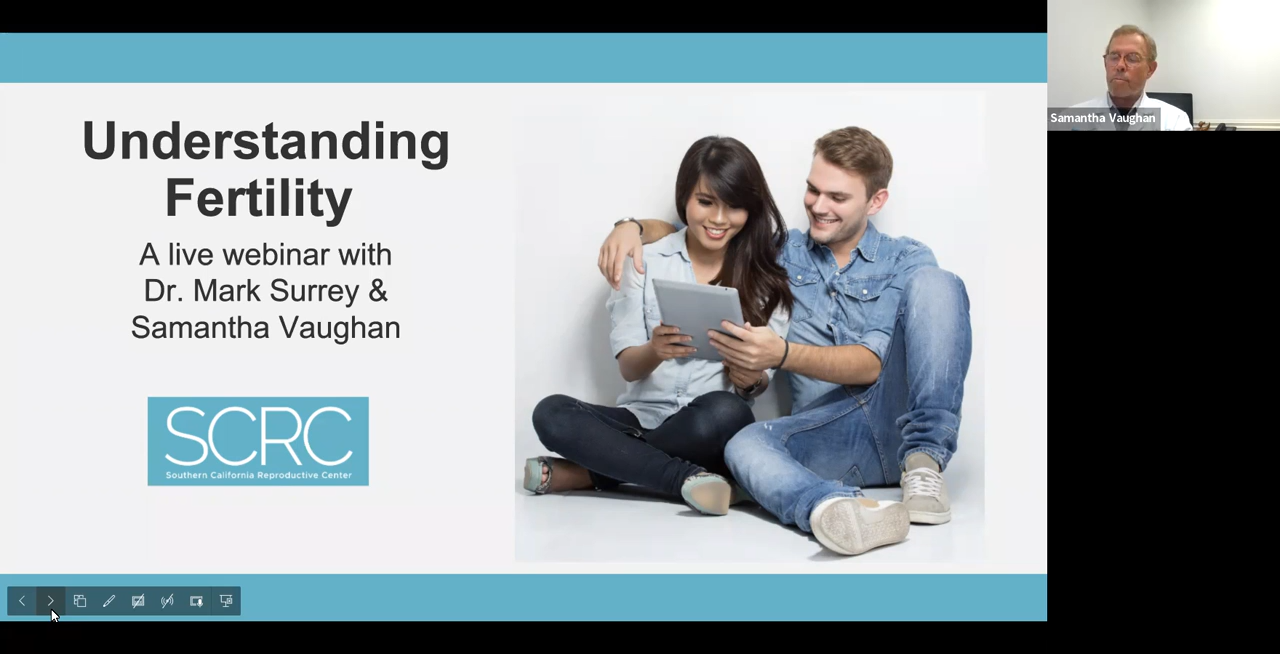 Understanding
Fertility
A live webinar with
Dr. Mark Surrey &
Samantha Vaughan
SCRC
Southern California Reproductive Center
Samantha Vaughan